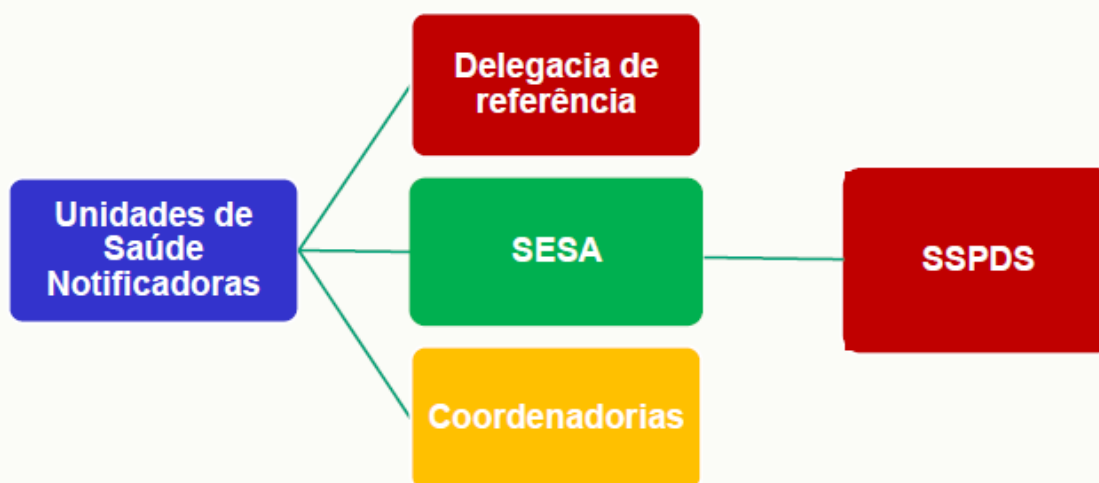 Delegacia de
referência
Unidades de
Saúde
Notificadoras
SESA
SSPDS
Coordenadorias